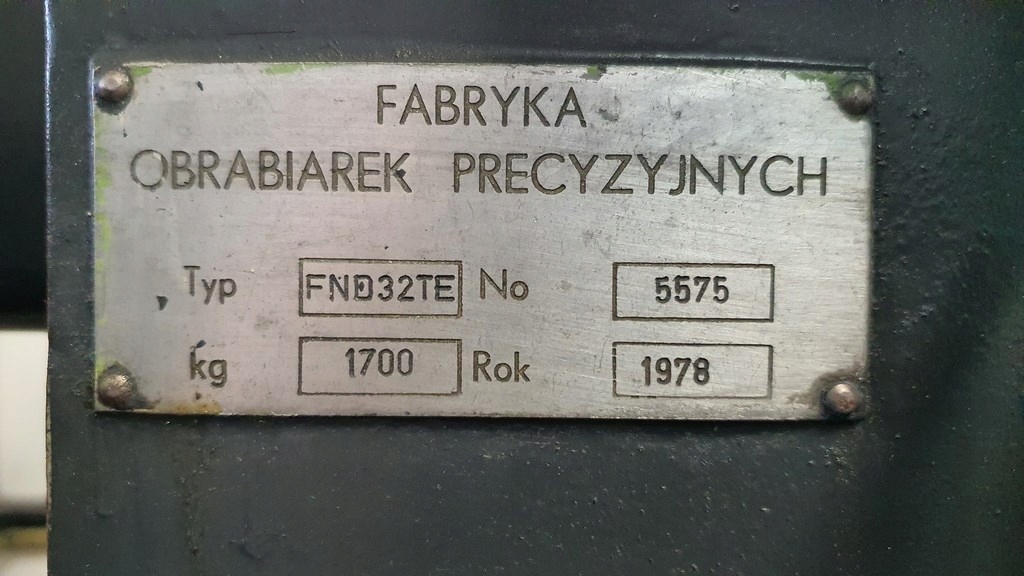 FABRYKA
OBRABIAREK PRECYZYJNYCH
Typ FND32TE No 5575
kg 1700 Rok 1978